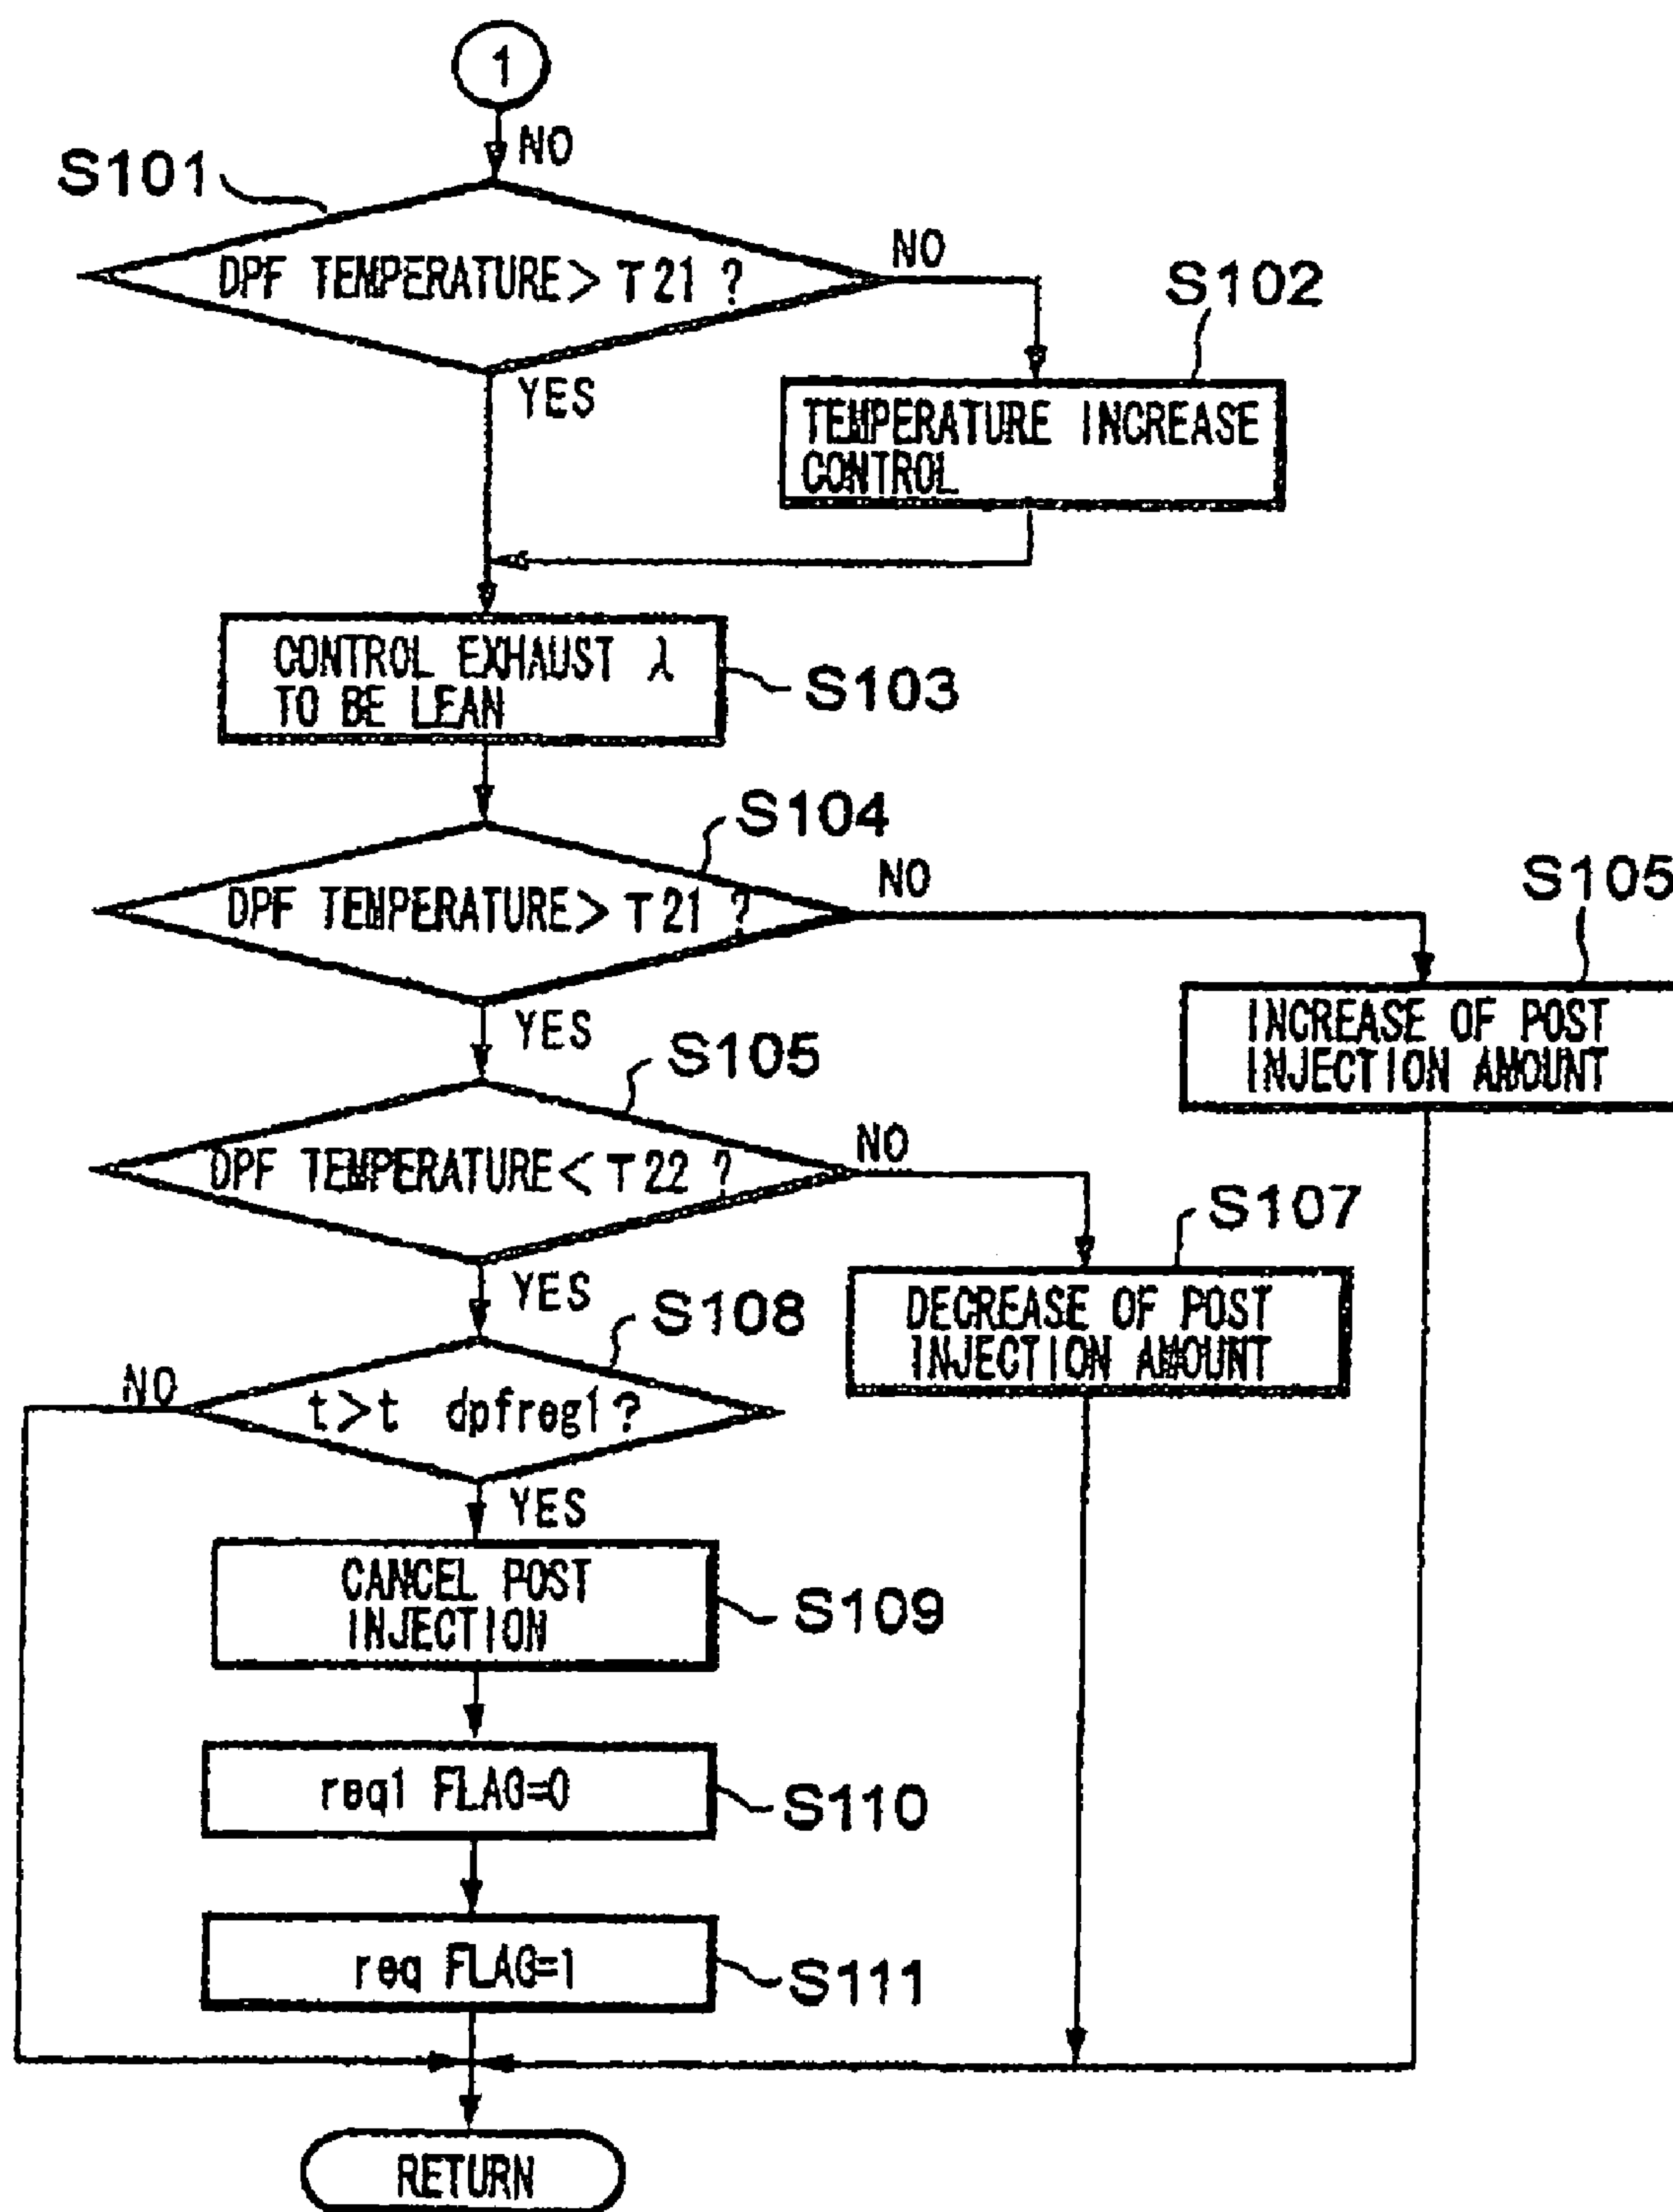 1
NO
S101
DPF TEMPERATURE > T21 ?
NO
S102
YES
TEMPERATURE INCREASE
CONTROL
CONTROL EXHAUST λ
TO BE LEAN
S103
S104
DPF TEMPERATURE > T21 ?
NO
S105
YES
INCREASE OF POST
INJECTION AMOUNT
S105
DPF TEMPERATURE < T22 ?
NO
S107
YES
DECREASE OF POST
INJECTION AMOUNT
S108
NO
t>t dpfreg1?
YES
CANCEL POST
INJECTION
S109
req1 FLAG=0
S110
req FLAG=1
S111
RETURN